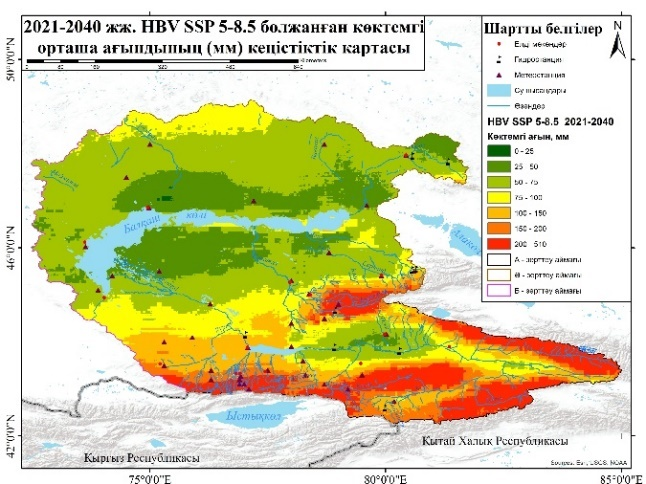 2021-2040 жж. HBV SSP 5-8.5 болжанған көктемгі
орташа ағындының (мм) кеңістіктік картасы
Шартты белгілер
Елді мекендер
Гидростанция
Метеостанция
Су нысандары
Өзендер
HBV SSP 5-8.5 2021-2040
Көктемгі ағын, мм
0 - 25
25 - 50
50 - 75
75 - 100
100 - 150
150 - 200
200 - 510
А - зерттеу аймағы
Ә - зерттеу аймағы
Б - зерттеу аймағы
50°0'0"N
46°0'0"N
42°0'0"N
Балқаш
көлі
Алакөл
Ыстықкөл
Қырғыз Республикасы
Қытай Халық Республикасы
Sources: Esri, USGS, NOAA
75°0'0"E
80°0'0"E
85°0'0"E